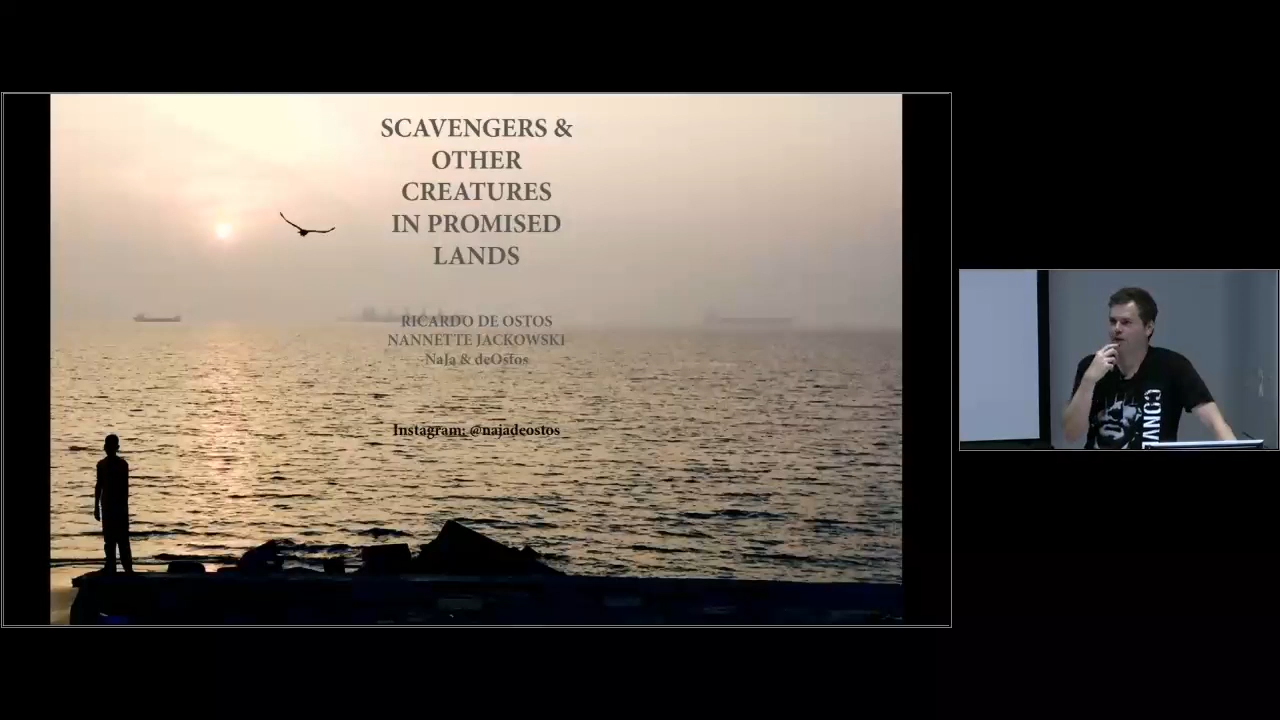 SCAVENGERS &
OTHER
CREATURES
IN PROMISED
LANDS
RICARDO DE OSTOS
NANNETTE JACKOWSKI
NaJa & deOstos
Instagram: @najadeostos